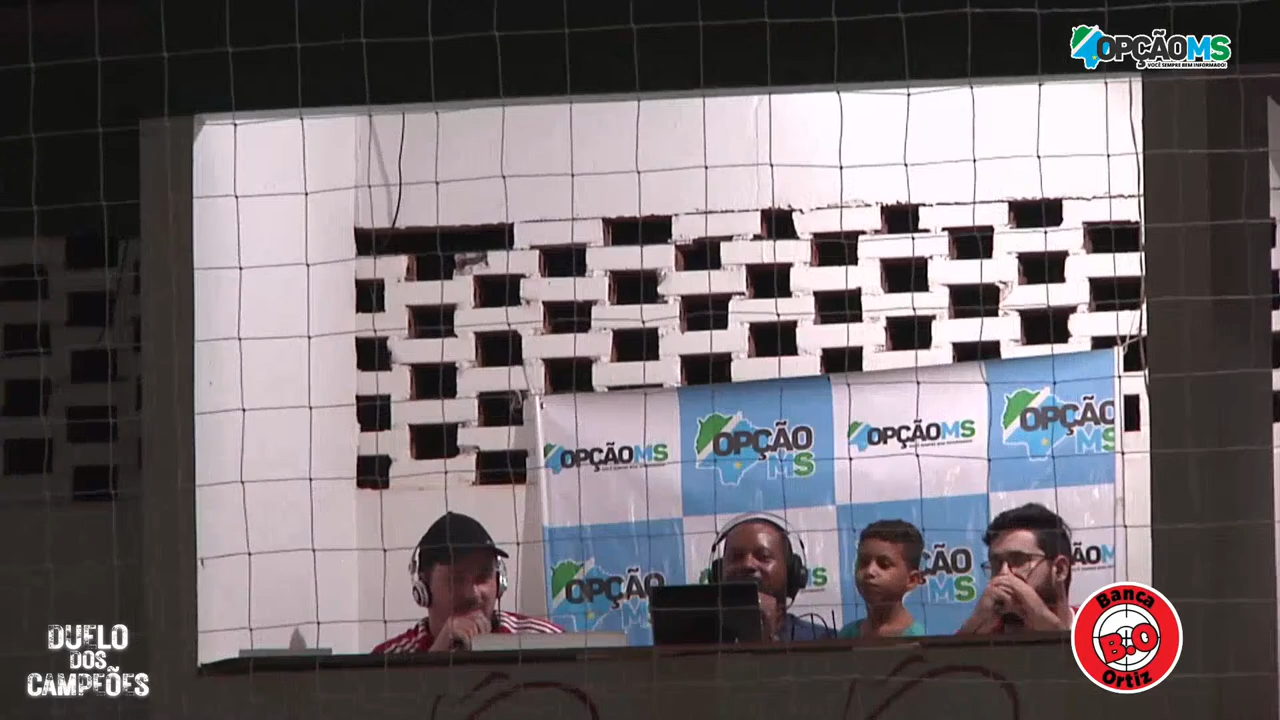 OPÇÃOMS
VOCÊ SEMPRE BEM INFORMADO!
OPÇÃOMS
OPÇÃO
MS
OPÇÃOMS
OPÇÃO
MS
OPÇÃO
ÇÃO
MS
OPÇÃO
DUELO
DOS
CAMPEÕES
Banca
B.O
Ortiz